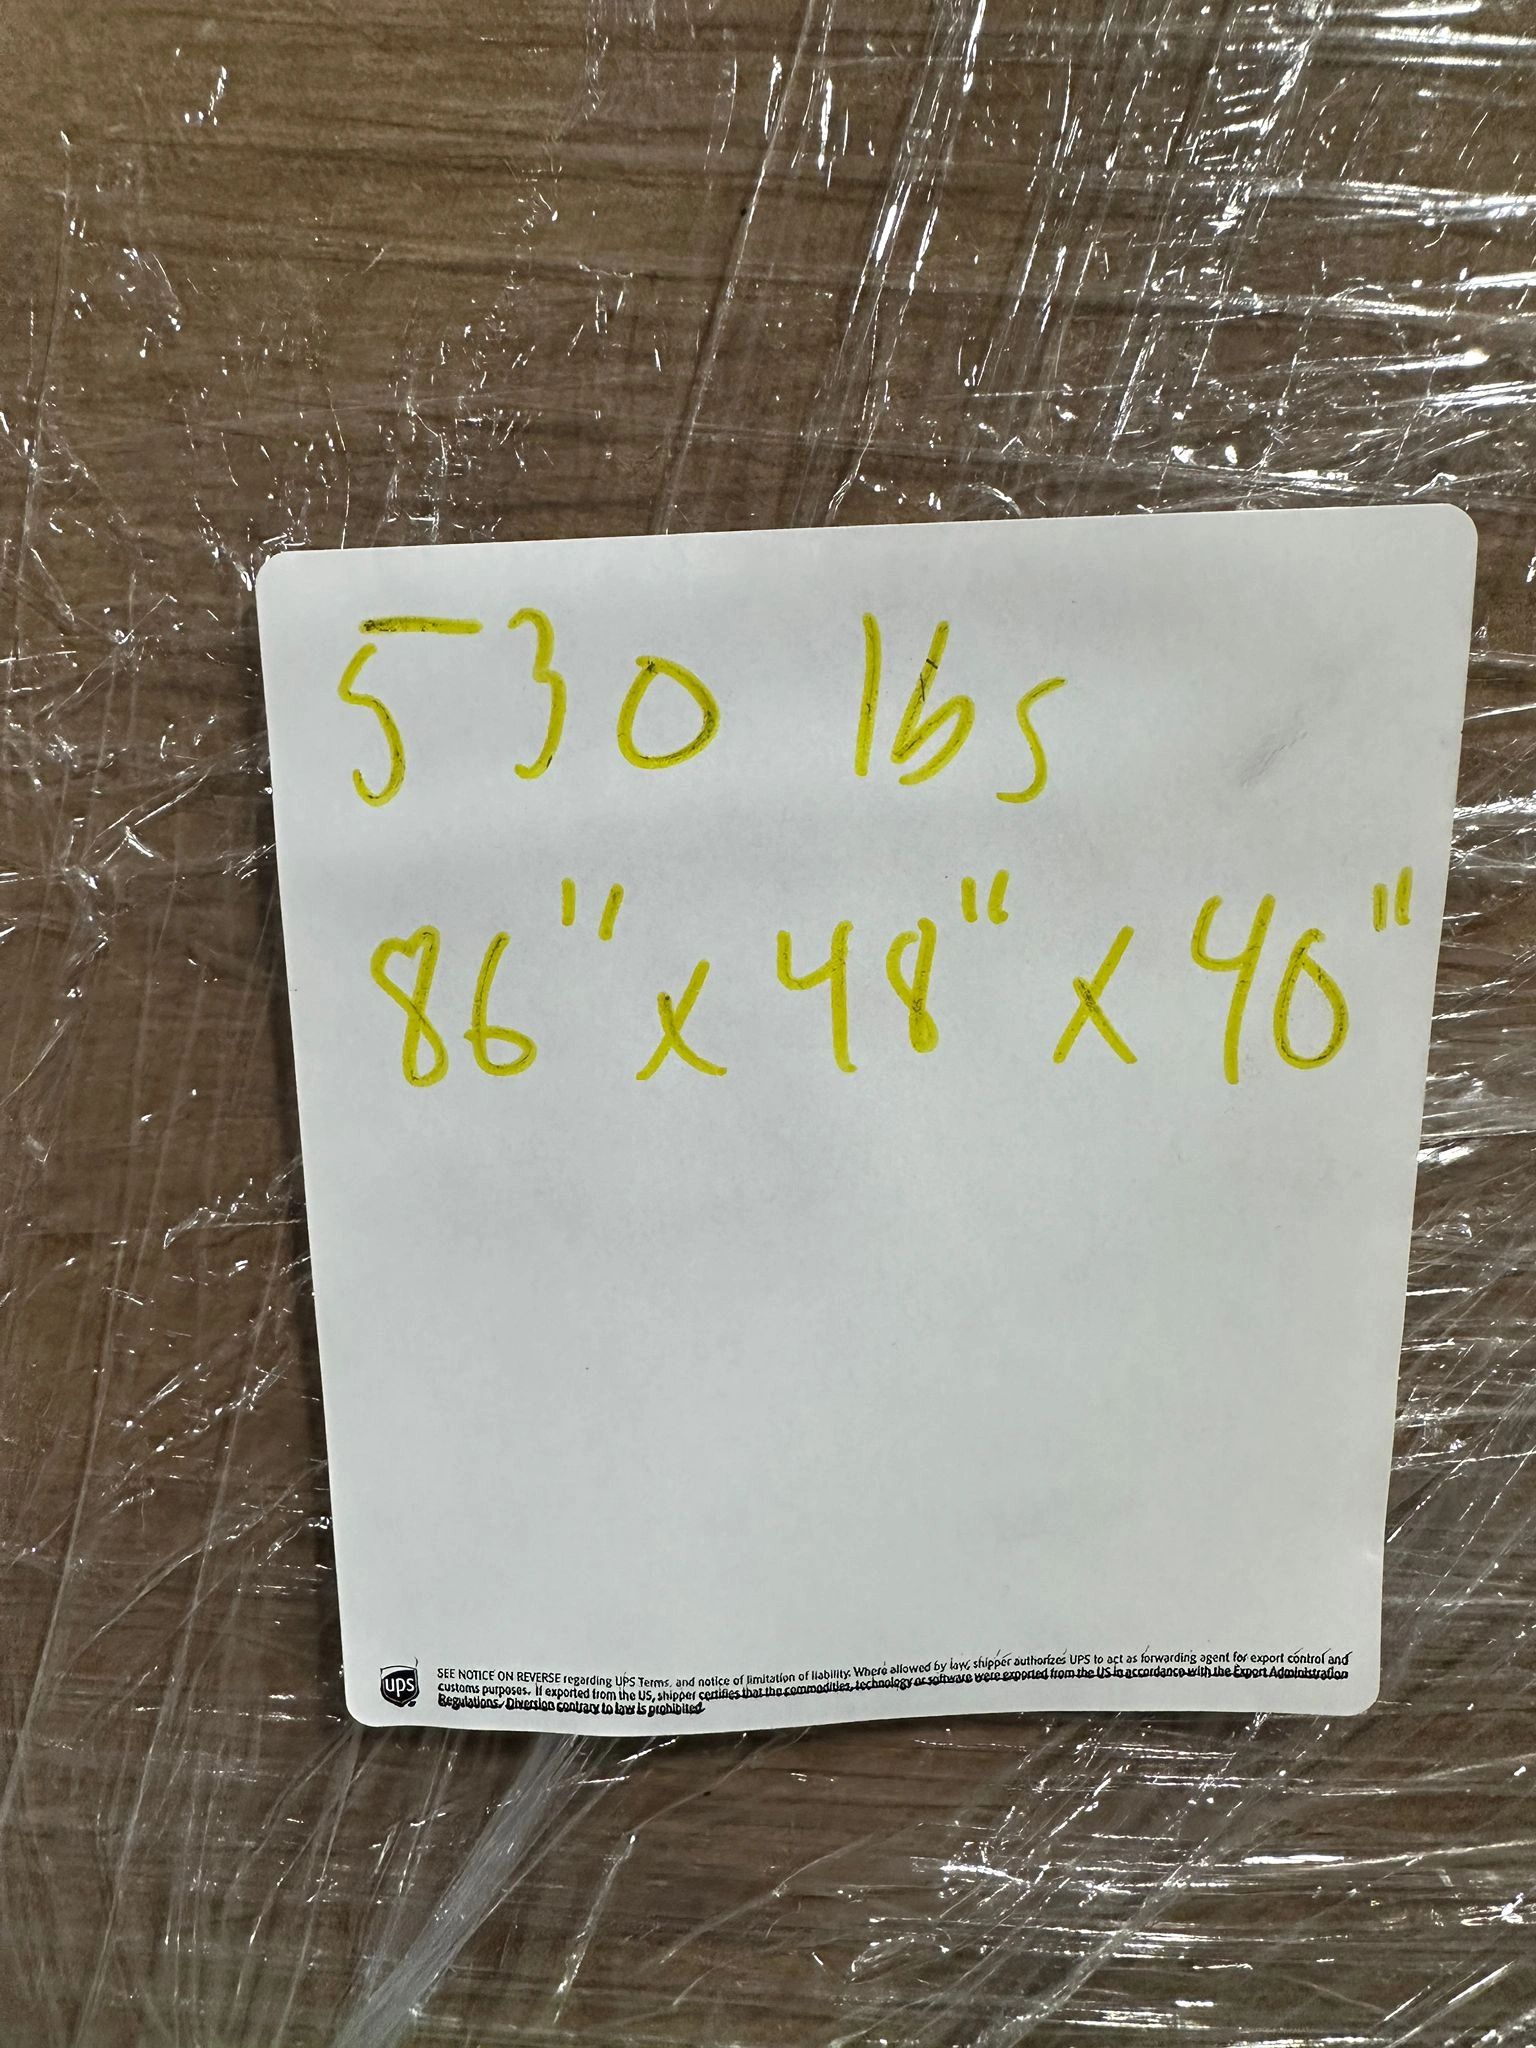 530 lbs
86" x 48" x 40"
ups
SEE NOTICE ON REVERSE regarding UPS Terms, and notice of limitation of liability. Where allowed by law, shipper authorizes UPS to act as forwarding agent for export control and
customs purposes. If exported from the US, shipper certifies that the commodities, technology or software were exported from the US in accordance with the Export Administration
Regulations. Diversion contrary to law is prohibited.